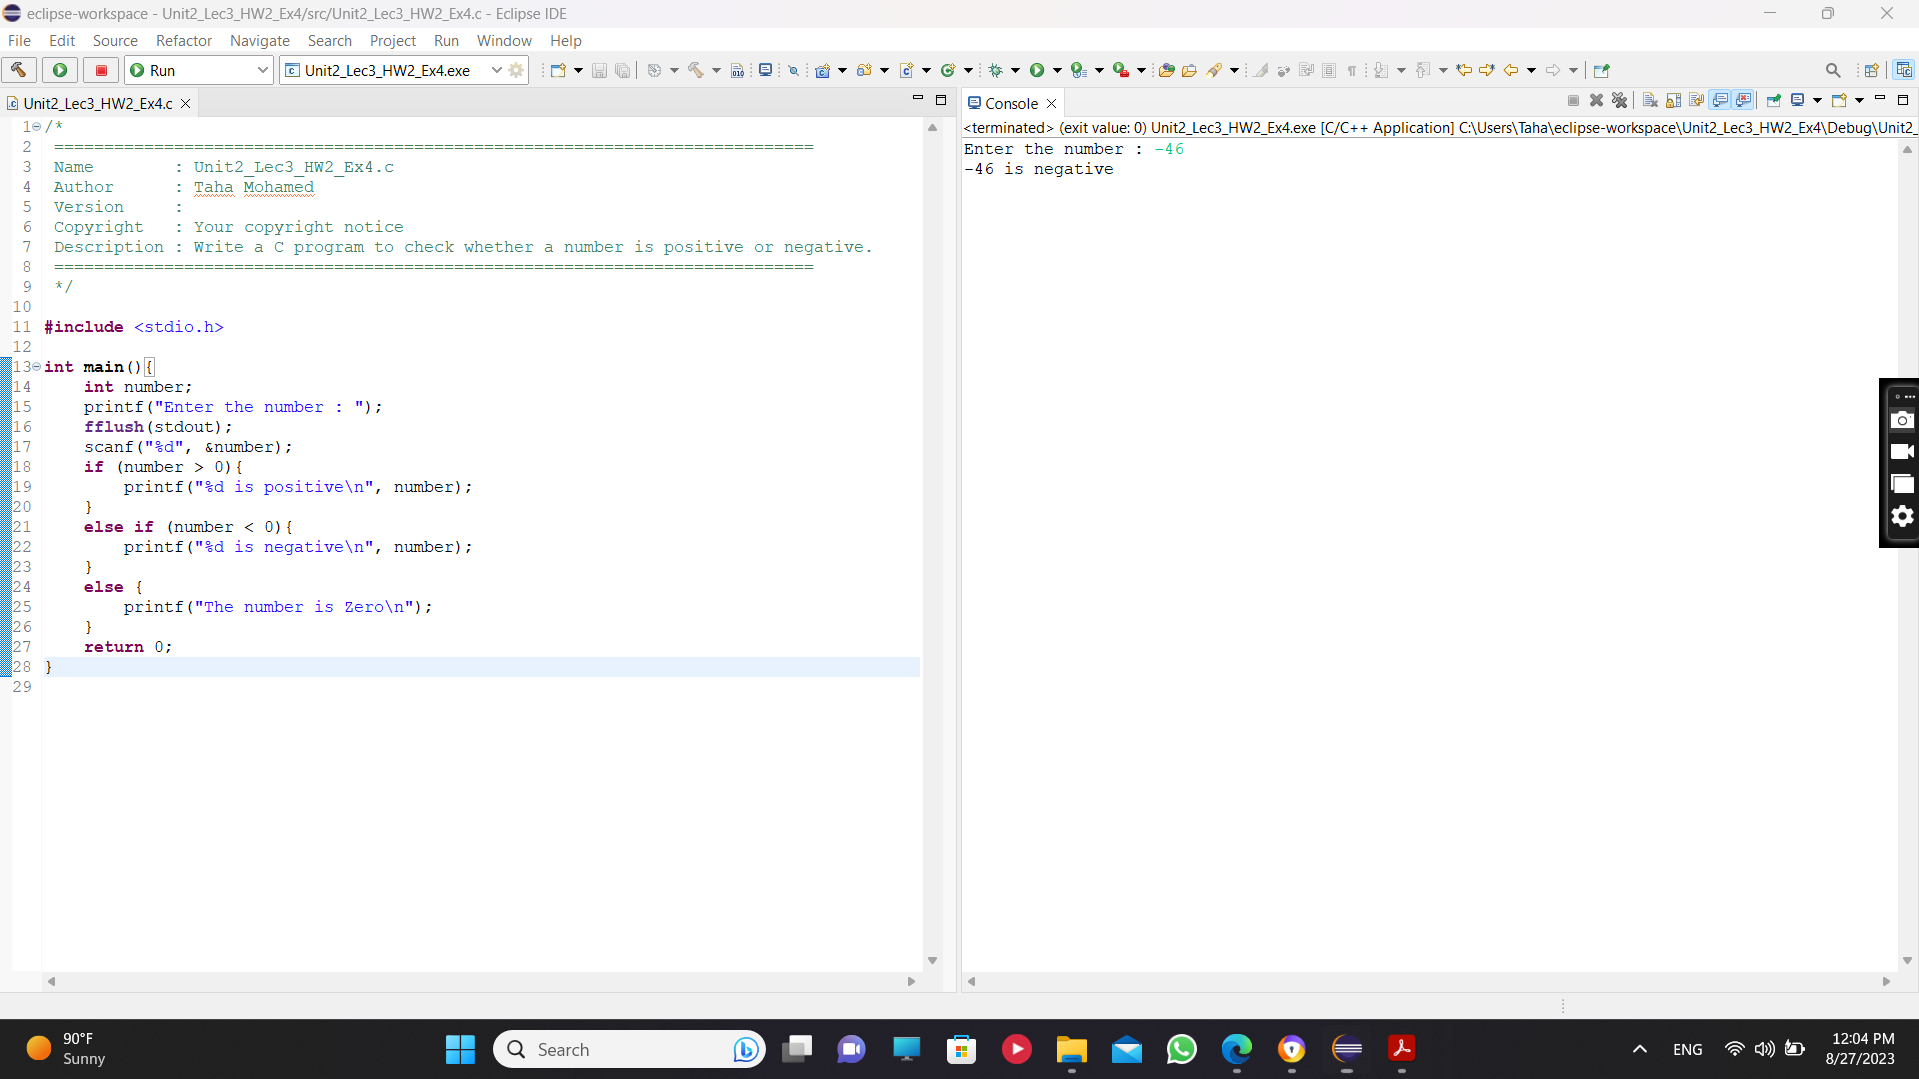 eclipse-workspace - Unit2_Lec3_HW2_Ex4/src/Unit2_Lec3_HW2_Ex4.c - Eclipse IDE
File Edit Source Refactor Navigate Search Project Run Window Help
Run Unit2_Lec3_HW2_Ex4.exe
Unit2_Lec3_HW2_Ex4.c
1 /*
2 ============================================================================
3 Name        : Unit2_Lec3_HW2_Ex4.c
4 Author      : Taha Mohamed
5 Version     :
6 Copyright   : Your copyright notice
7 Description : Write a C program to check whether a number is positive or negative.
8 ============================================================================
9 */
10
11 #include <stdio.h>
12
13 int main(){
14     int number;
15     printf("Enter the number : ");
16     fflush(stdout);
17     scanf("%d", &number);
18     if (number > 0){
19         printf("%d is positive\n", number);
20     }
21     else if (number < 0){
22         printf("%d is negative\n", number);
23     }
24     else {
25         printf("The number is Zero\n");
26     }
27     return 0;
28 }
29
Console
<terminated> (exit value: 0) Unit2_Lec3_HW2_Ex4.exe [C/C++ Application] C:\Users\Taha\eclipse-workspace\Unit2_Lec3_HW2_Ex4\Debug\Unit2_
Enter the number : -46
-46 is negative
90°F
Sunny
Search
ENG
12:04 PM
8/27/2023